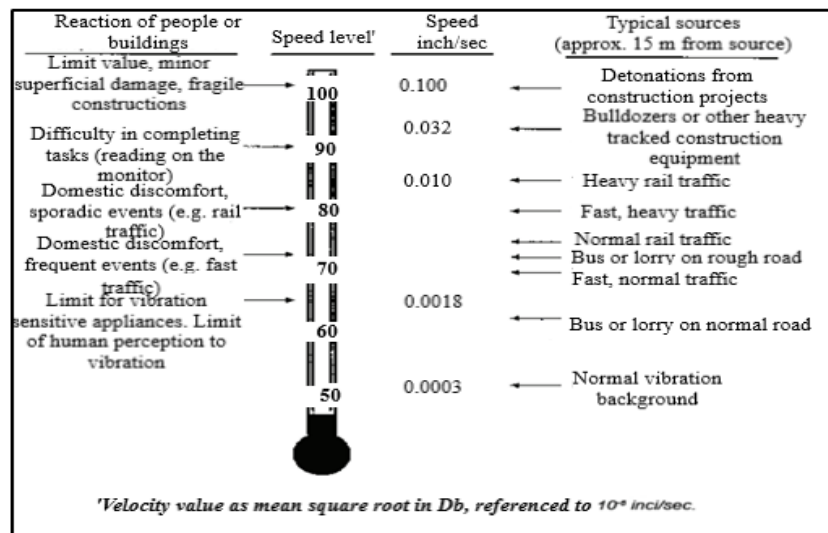 Reaction of people or
buildings
Speed level'
Speed
inch/sec
Typical sources
(approx. 15 m from source)
Limit value, minor
superficial damage, fragile
constructions
Difficulty in completing
tasks (reading on the
monitor)
Domestic discomfort,
sporadic events (e.g. rail
traffic)
Domestic discomfort,
frequent events (e.g. fast
traffic)
Limit for vibration
sensitive appliances. Limit
of human perception to
vibration
100
90
80
70
60
50
0.100
0.032
0.010
0.0018
0.0003
Detonations from
construction projects
Bulldozers or other heavy
tracked construction
equipment
Heavy rail traffic
Fast, heavy traffic
Normal rail traffic
Bus or lorry on rough road
Fast, normal traffic
Bus or lorry on normal road
Normal vibration
background
'Velocity value as mean square root in Db, referenced to 10⁻⁶ inci/sec.